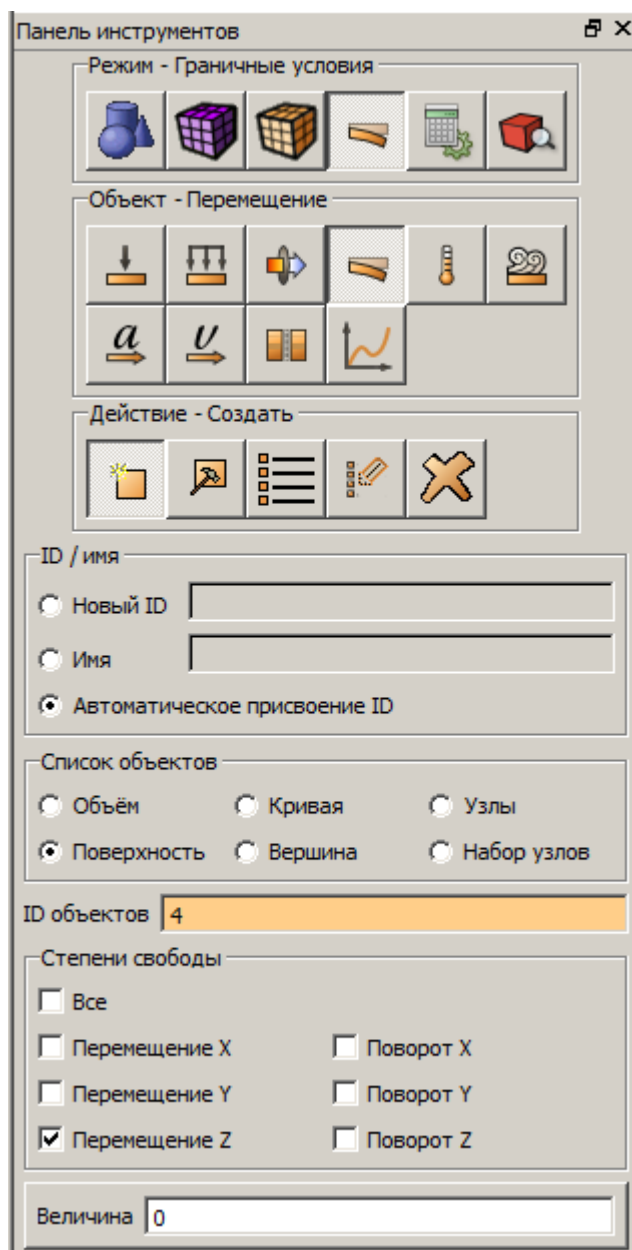 Панель инструментов
Режим - Граничные условия
Объект - Перемещение
a v
Действие - Создать
ID / имя
Новый ID
Имя
Автоматическое присвоение ID
Список объектов
Объём Кривая Узлы
Поверхность Вершина Набор узлов
ID объектов 4
Степени свободы
Все
Перемещение X Поворот X
Перемещение Y Поворот Y
Перемещение Z Поворот Z
Величина 0